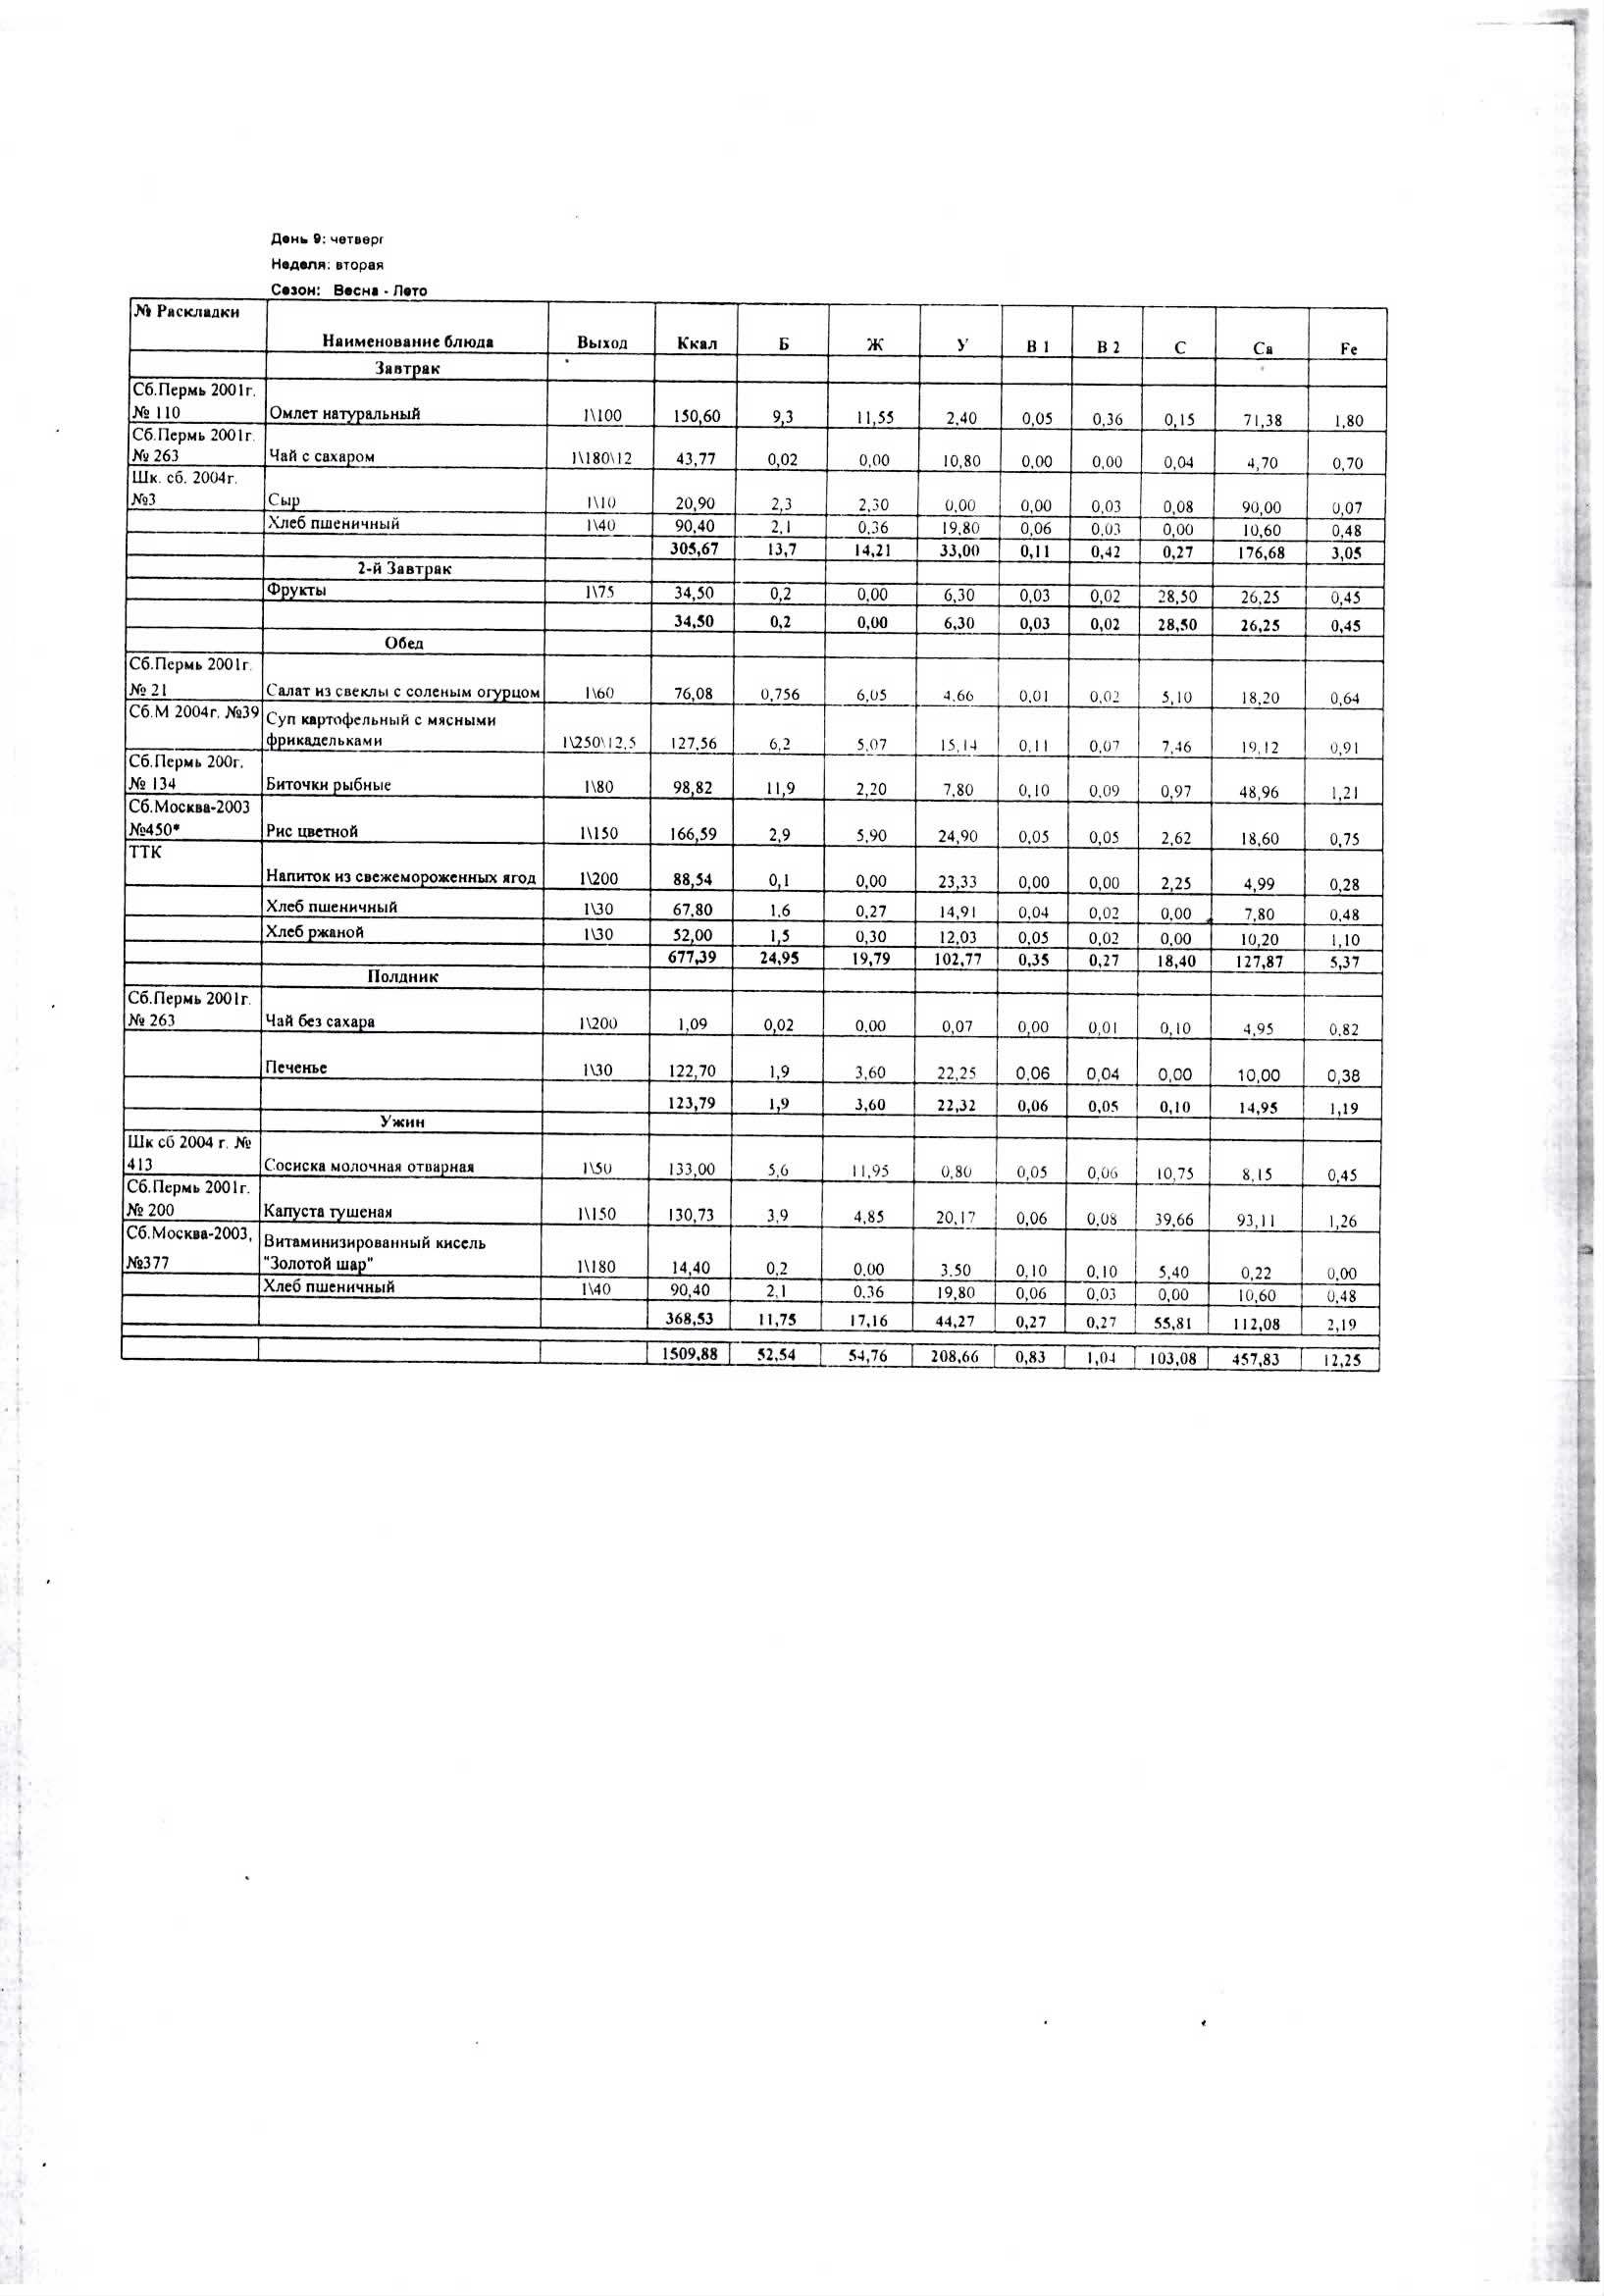 День 9: четверг
Неделя: вторая
Сезон: Весна - Лето
№ Раскладки
Наименование блюда Выход Ккал Б Ж У В 1 В 2 С Са Fe
Завтрак
Сб.Пермь 2001г.
№ 110 Омлет натуральный 1\100 150,60 9,3 11,55 2,40 0,05 0,36 0,15 71,38 1,80
Сб.Пермь 2001г.
№ 263 Чай с сахаром 1\180\12 43,77 0,02 0,00 10,80 0,00 0,00 0,04 4,70 0,70
Шк. сб. 2004г.
№3 Сыр 1\10 20,90 2,3 2,30 0,00 0,00 0,03 0,08 90,00 0,07
Хлеб пшеничный 1\40 90,40 2,1 0,36 19,80 0,06 0,03 0,00 10,60 0,48
305,67 13,7 14,21 33,00 0,11 0,42 0,27 176,68 3,05
2-й Завтрак
Фрукты 1\75 34,50 0,2 0,00 6,30 0,03 0,02 28,50 26,25 0,45
34,50 0,2 0,00 6,30 0,03 0,02 28,50 26,25 0,45
Обед
Сб.Пермь 2001г.
№ 21 Салат из свеклы с соленым огурцом 1\60 76,08 0,756 6,05 4,66 0,01 0,02 5,10 18,20 0,64
Сб.М 2004г. №39 Суп картофельный с мясными
фрикадельками 1\250\12,5 127,56 6,2 5,07 15,14 0,11 0,07 7,46 19,12 0,91
Сб.Пермь 200г.
№ 134 Биточки рыбные 1\80 98,82 11,9 2,20 7,80 0,10 0,09 0,97 48,96 1,21
Сб.Москва-2003
№450* Рис цветной 1\150 166,59 2,9 5,90 24,90 0,05 0,05 2,62 18,60 0,75
ТТК
Напиток из свежемороженных ягод 1\200 88,54 0,1 0,00 23,33 0,00 0,00 2,25 4,99 0,28
Хлеб пшеничный 1\30 67,80 1,6 0,27 14,91 0,04 0,02 0,00 7,80 0,48
Хлеб ржаной 1\30 52,00 1,5 0,30 12,03 0,05 0,02 0,00 10,20 1,10
677,39 24,95 19,79 102,77 0,35 0,27 18,40 127,87 5,37
Полдник
Сб.Пермь 2001г.
№ 263 Чай без сахара 1\200 1,09 0,02 0,00 0,07 0,00 0,01 0,10 4,95 0,82
Печенье 1\30 122,70 1,9 3,60 22,25 0,06 0,04 0,00 10,00 0,38
123,79 1,9 3,60 22,32 0,06 0,05 0,10 14,95 1,19
Ужин
Шк сб 2004 г. №
413 Сосиска молочная отварная 1\50 133,00 5,6 11,95 0,80 0,05 0,06 10,75 8,15 0,45
Сб.Пермь 2001г.
№ 200 Капуста тушеная 1\150 130,73 3,9 4,85 20,17 0,06 0,08 39,66 93,11 1,26
Сб.Москва-2003, Витаминизированный кисель
№377 "Золотой шар" 1\180 14,40 0,2 0,00 3,50 0,10 0,10 5,40 0,22 0,00
Хлеб пшеничный 1\40 90,40 2,1 0,36 19,80 0,06 0,03 0,00 10,60 0,48
368,53 11,75 17,16 44,27 0,27 0,27 55,81 112,08 2,19
1509,88 52,54 54,76 208,66 0,83 1,04 103,08 457,83 12,25